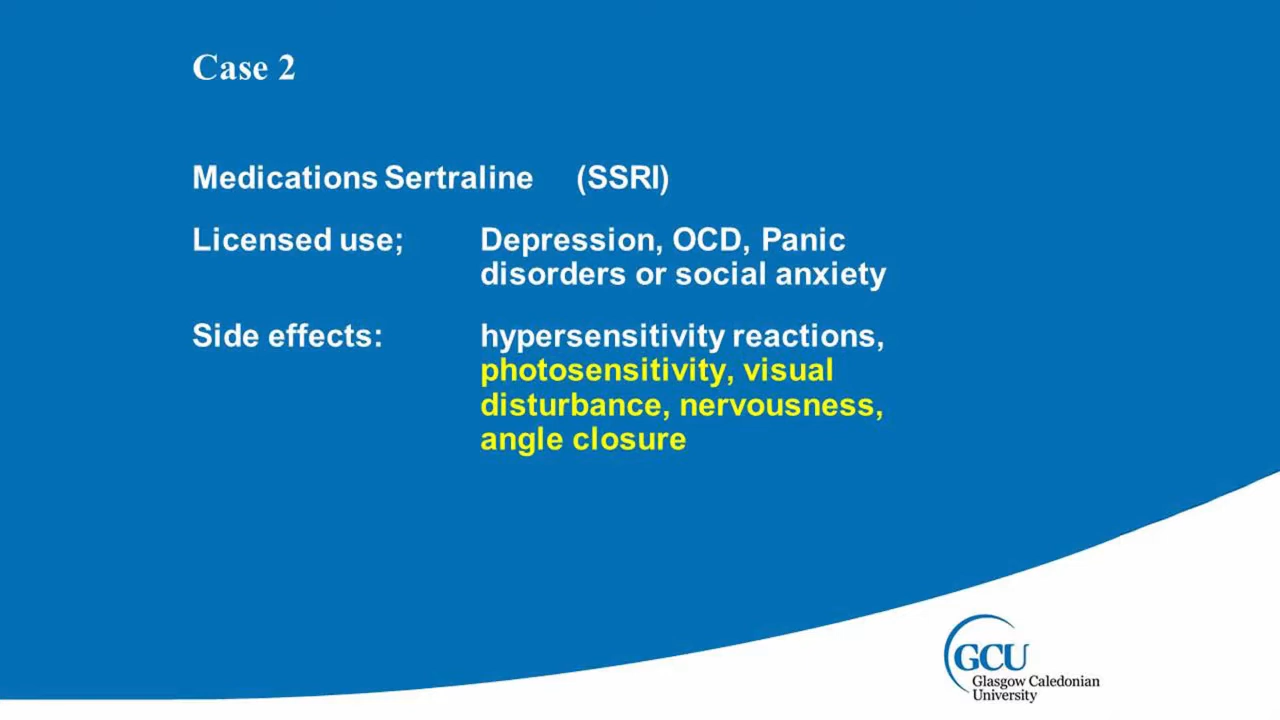 Case 2
Medications Sertraline (SSRI)
Licensed use; Depression, OCD, Panic
disorders or social anxiety
Side effects: hypersensitivity reactions,
photosensitivity, visual
disturbance, nervousness,
angle closure
GCU
Glasgow Caledonian
University